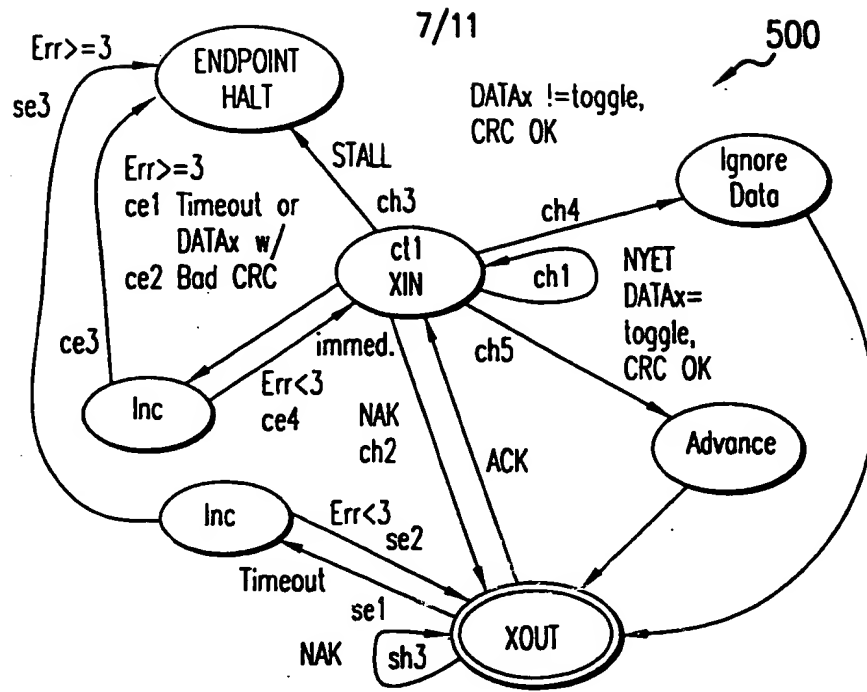 7/11
500
Err>=3
se3
ENDPOINT
HALT
DATAx !=toggle,
CRC OK
STALL
ch3
Err>=3
ce1 Timeout or
DATAx w/
ce2 Bad CRC
Ignore
Data
ch4
ct1
XIN
ch1
NYET
DATAx=
toggle,
CRC OK
ce3
immed.
ch5
Inc
Err<3
ce4
NAK
ch2
ACK
Advance
Inc
Err<3
se2
Timeout
se1
XOUT
NAK
sh3